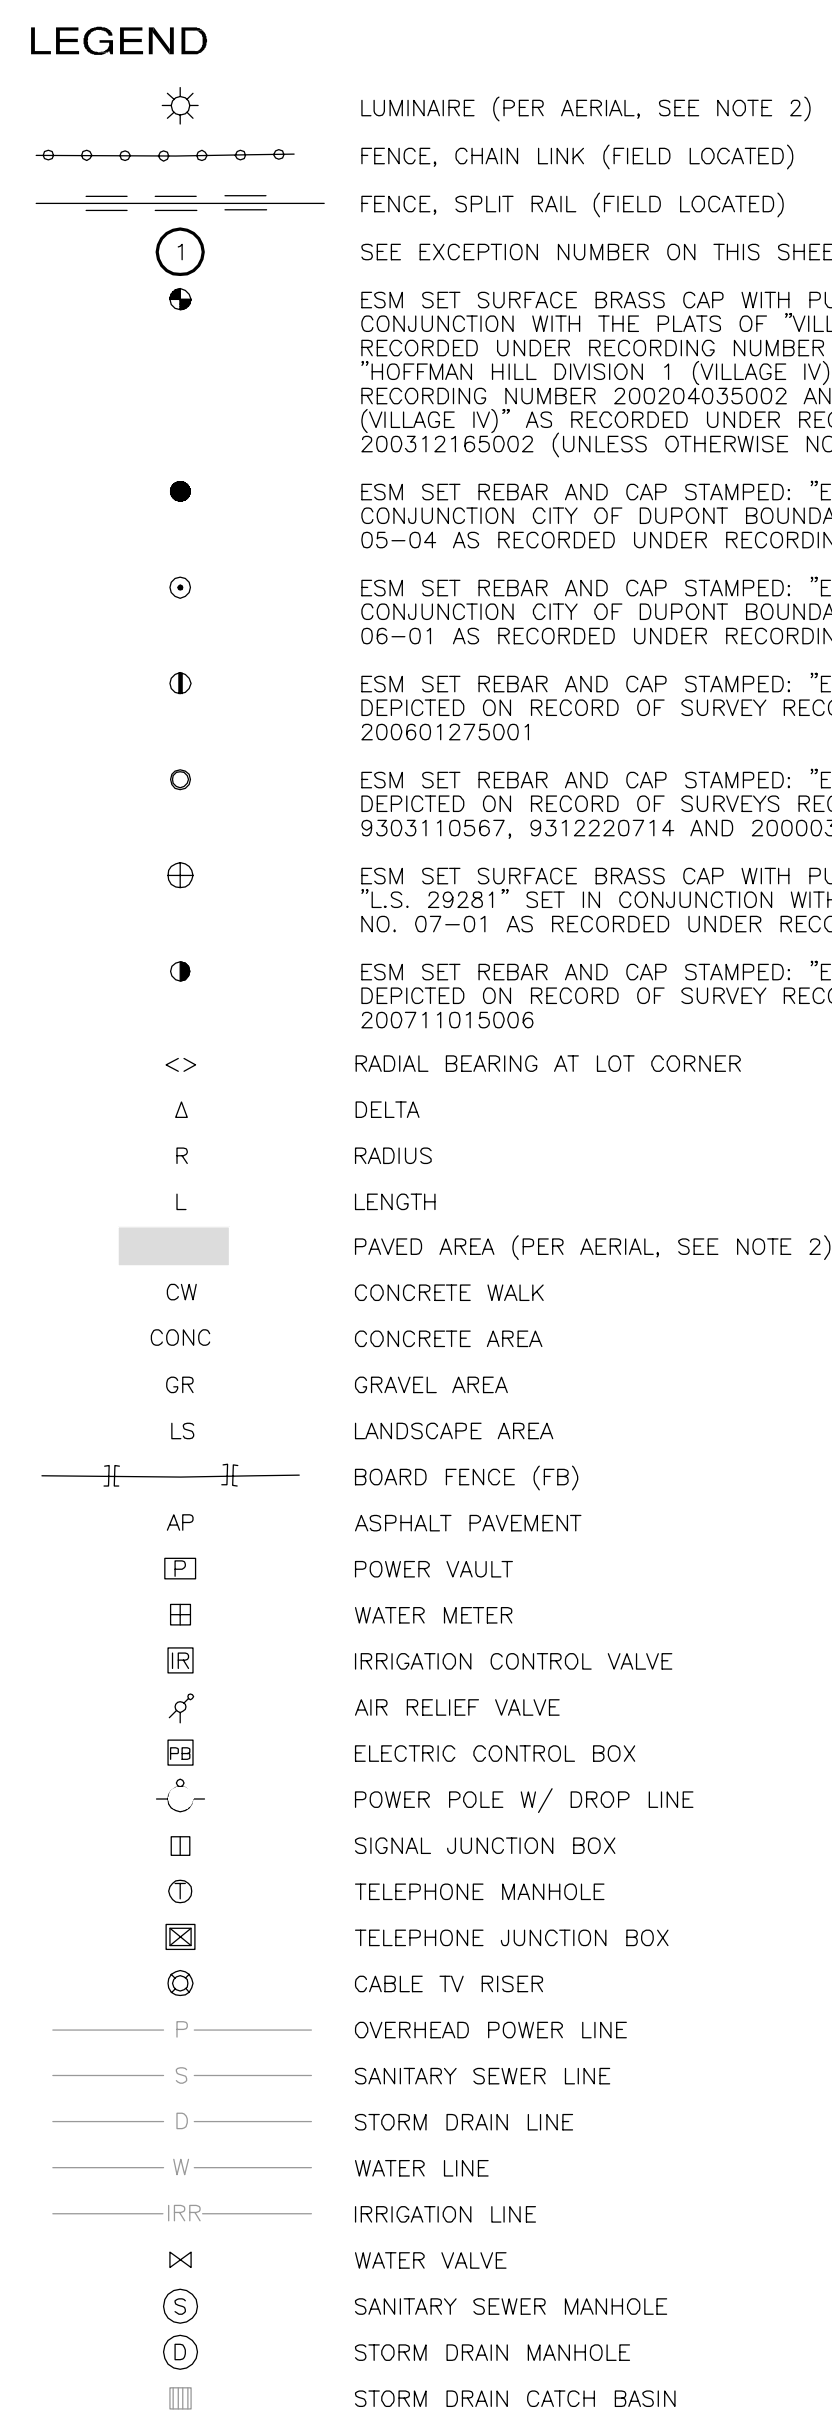 LEGEND
LUMINAIRE (PER AERIAL, SEE NOTE 2)
FENCE, CHAIN LINK (FIELD LOCATED)
FENCE, SPLIT RAIL (FIELD LOCATED)
1 SEE EXCEPTION NUMBER ON THIS
ESM SET SURFACE BRASS CAP WITH
CONJUNCTION WITH THE PLATS OF
RECORDED UNDER RECORDING NUMBER
"HOFFMAN HILL DIVISION 1 (VILLAGE IV)
RECORDING NUMBER 200204035002
(VILLAGE IV)" AS RECORDED UNDER
200312165002 (UNLESS OTHERWISE
ESM SET REBAR AND CAP STAMPED:
CONJUNCTION CITY OF DUPONT
05-04 AS RECORDED UNDER
ESM SET REBAR AND CAP STAMPED:
CONJUNCTION CITY OF DUPONT
06-01 AS RECORDED UNDER
ESM SET REBAR AND CAP STAMPED:
DEPICTED ON RECORD OF SURVEY
200601275001
ESM SET REBAR AND CAP STAMPED:
DEPICTED ON RECORD OF SURVEYS
9303110567, 9312220714 AND
ESM SET SURFACE BRASS CAP WITH
"L.S. 29281" SET IN CONJUNCTION
NO. 07-01 AS RECORDED UNDER
ESM SET REBAR AND CAP STAMPED:
DEPICTED ON RECORD OF SURVEY
200711015006
<> RADIAL BEARING AT LOT CORNER
Δ DELTA
R RADIUS
L LENGTH
PAVED AREA (PER AERIAL, SEE NOTE 2)
CW CONCRETE WALK
CONC CONCRETE AREA
GR GRAVEL AREA
LS LANDSCAPE AREA
BOARD FENCE (FB)
AP ASPHALT PAVEMENT
P POWER VAULT
WATER METER
IR IRRIGATION CONTROL VALVE
AIR RELIEF VALVE
PB ELECTRIC CONTROL BOX
POWER POLE W/ DROP LINE
SIGNAL JUNCTION BOX
T TELEPHONE MANHOLE
TELEPHONE JUNCTION BOX
CABLE TV RISER
P OVERHEAD POWER LINE
S SANITARY SEWER LINE
D STORM DRAIN LINE
W WATER LINE
IRR IRRIGATION LINE
WATER VALVE
S SANITARY SEWER MANHOLE
D STORM DRAIN MANHOLE
STORM DRAIN CATCH BASIN